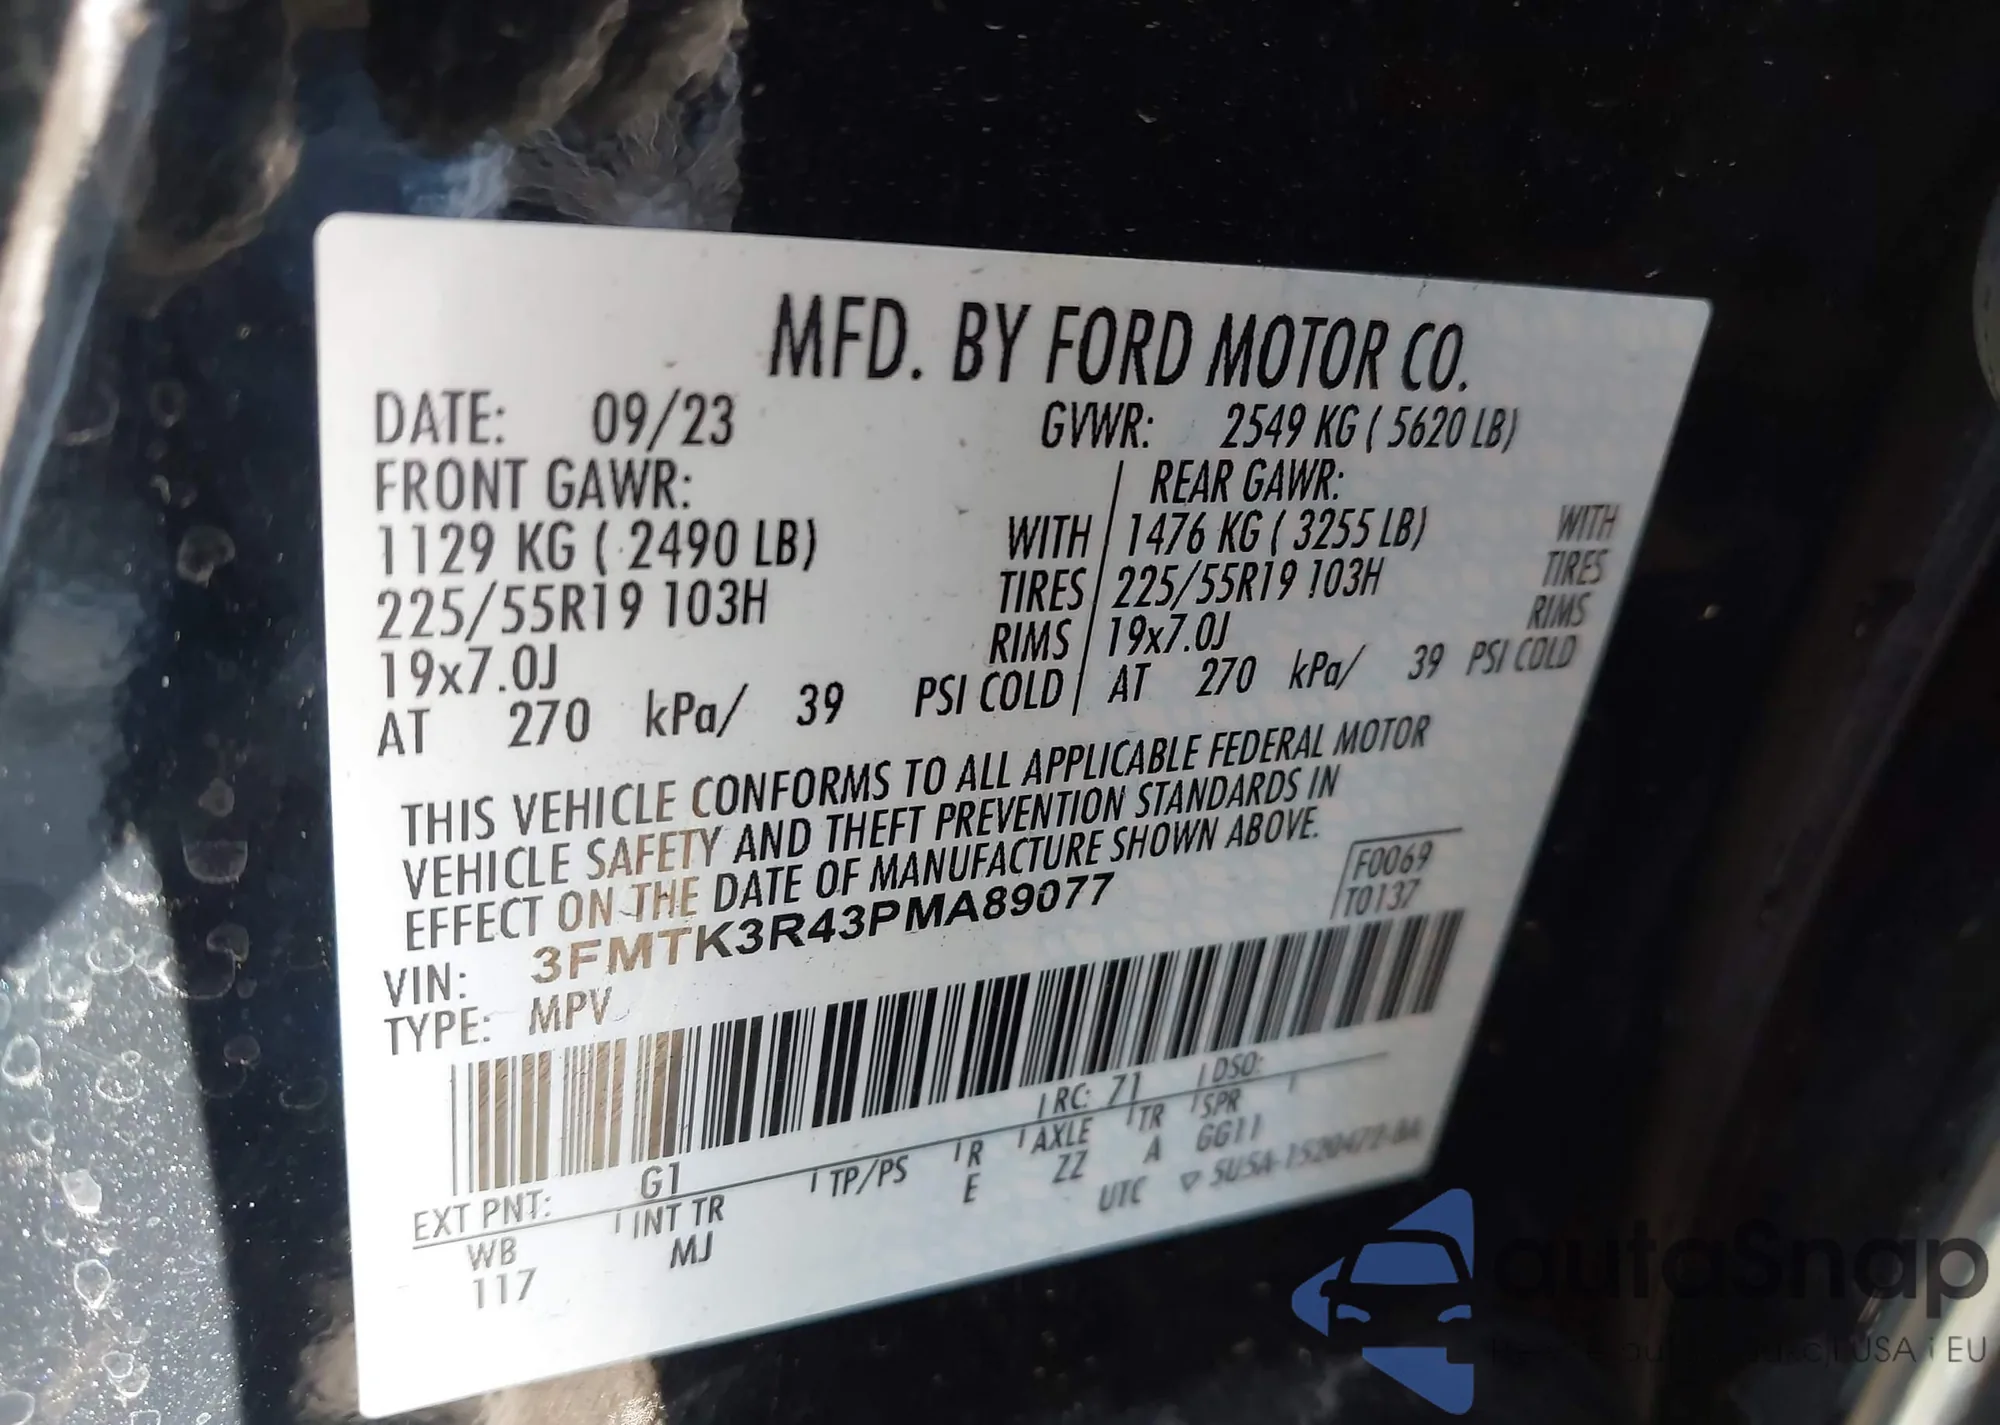 MFD. BY FORD MOTOR CO.
DATE: 09/23 GVWR: 2549 KG ( 5620 LB)
FRONT GAWR: REAR GAWR:
1129 KG ( 2490 LB) WITH 1476 KG ( 3255 LB) WITH
225/55R19 103H TIRES 225/55R19 103H TIRES
19x7.0J RIMS 19x7.0J RIMS
AT 270 kPa/ 39 PSI COLD AT 270 kPa/ 39 PSI COLD
THIS VEHICLE CONFORMS TO ALL APPLICABLE FEDERAL MOTOR
VEHICLE SAFETY AND THEFT PREVENTION STANDARDS IN
EFFECT ON THE DATE OF MANUFACTURE SHOWN ABOVE.
F0069
T0137
VIN: 3FMTK3R43PMA89077
TYPE: MPV
EXT PNT: G1 RC: 71 DSO:
WB INT TR TP/PS R AXLE TR SPR
117 MJ E ZZ A GG11
UTC ▽ SUSA-1520472-BA
autoSnap
USA i EU